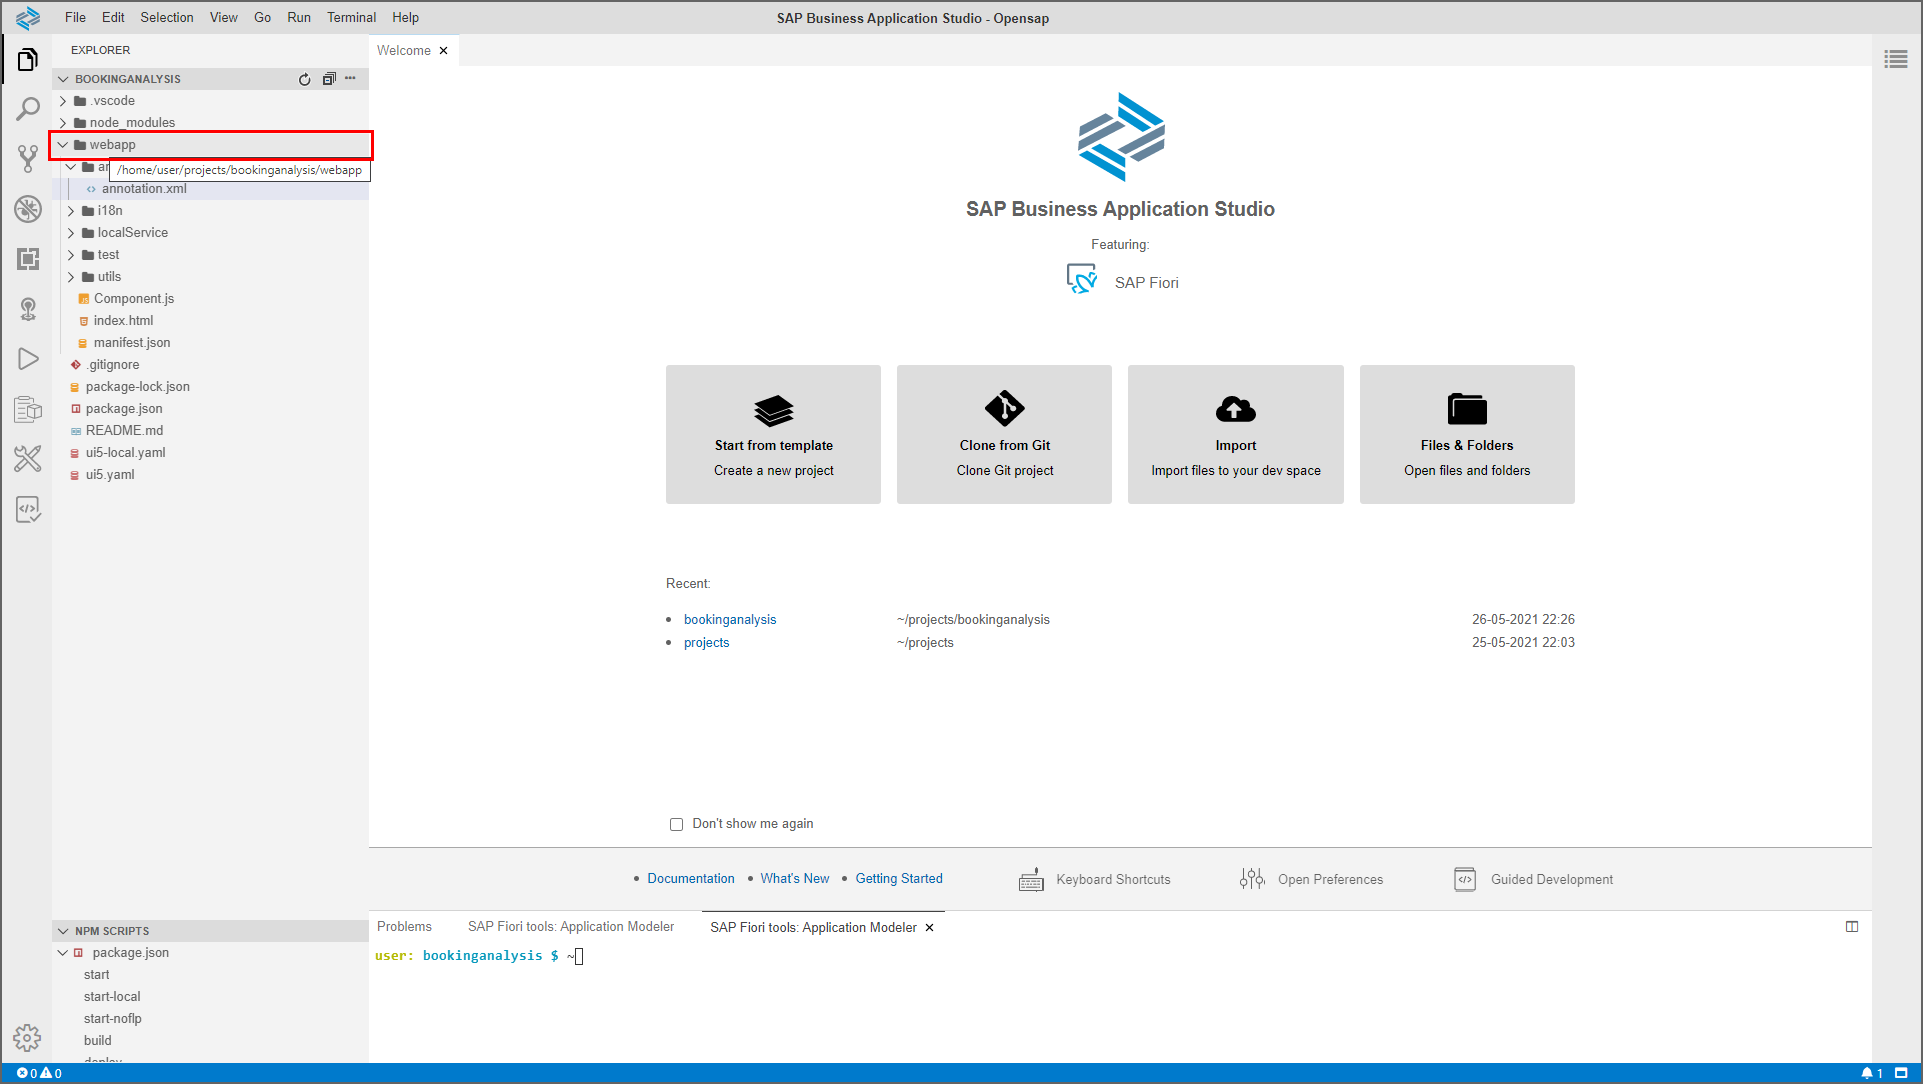 File Edit Selection View Go Run Terminal Help
SAP Business Application Studio - Opensap
EXPLORER
BOOKINGANALYSIS
.vscode
node_modules
webapp
/home/user/projects/bookinganalysis/webapp
annotation.xml
i18n
localService
test
utils
Component.js
index.html
manifest.json
.gitignore
package-lock.json
package.json
README.md
ui5-local.yaml
ui5.yaml
NPM SCRIPTS
package.json
start
start-local
start-noflp
build
deploy
Welcome
SAP Business Application Studio
Featuring:
SAP Fiori
Start from template
Create a new project
Clone from Git
Clone Git project
Import
Import files to your dev space
Files & Folders
Open files and folders
Recent:
bookinganalysis ~/projects/bookinganalysis 26-05-2021 22:26
projects ~/projects 25-05-2021 22:03
Don't show me again
Documentation What's New Getting Started Keyboard Shortcuts Open Preferences Guided Development
Problems SAP Fiori tools: Application Modeler SAP Fiori tools: Application Modeler
user: bookinganalysis $ ~
0 0 1